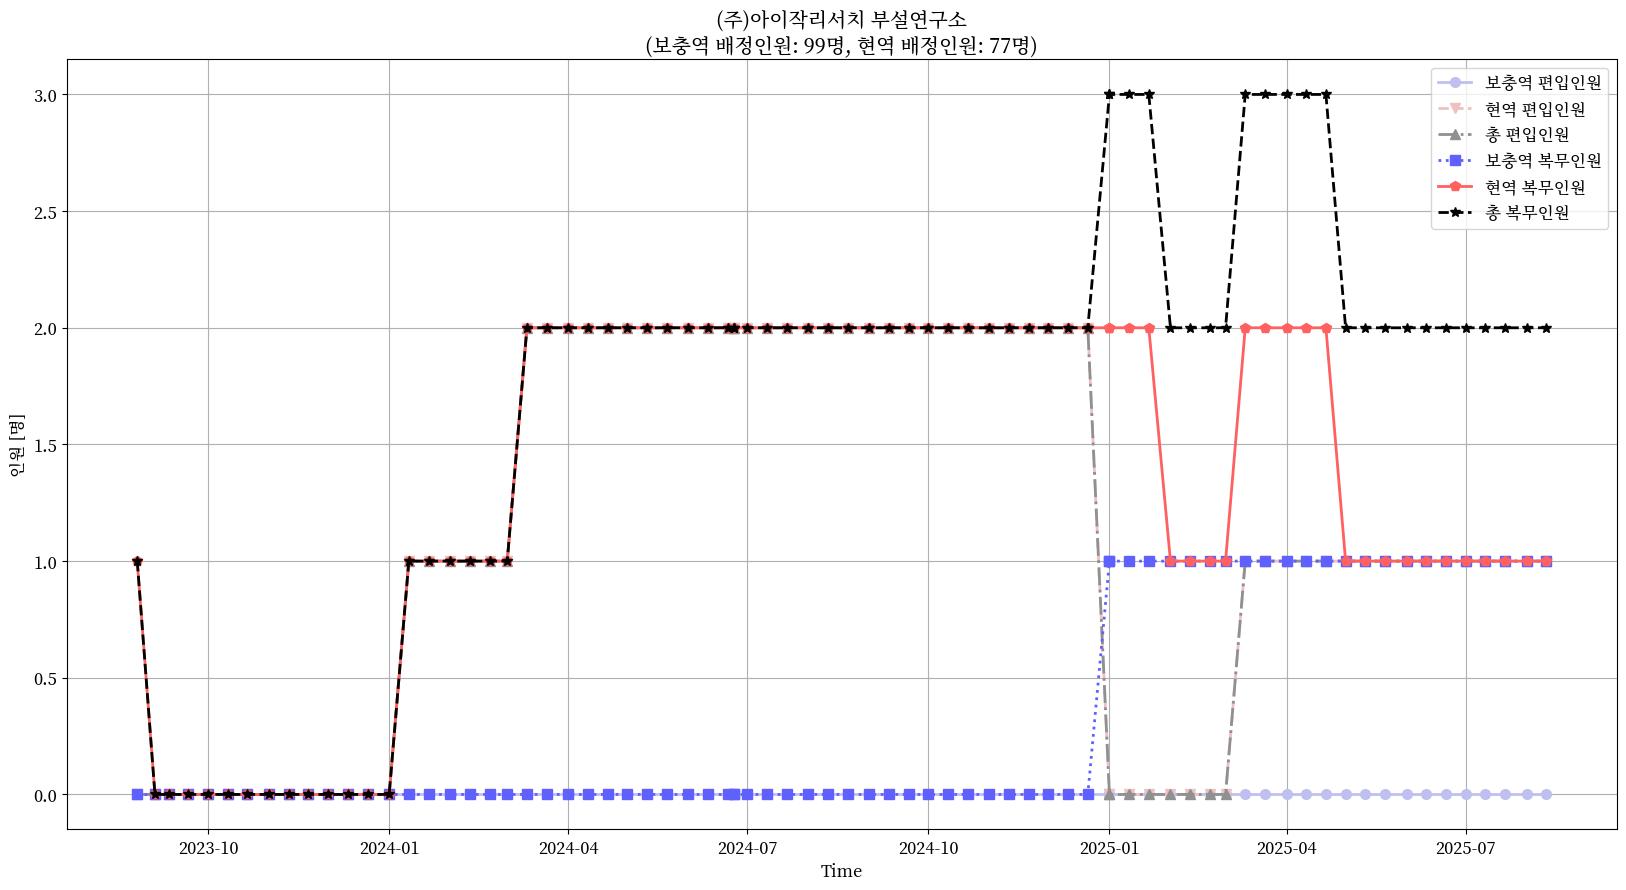 (주)아이작리서치 부설연구소
(보충역 배정인원: 99명, 현역 배정인원: 77명)
보충역 편입인원
현역 편입인원
총 편입인원
보충역 복무인원
현역 복무인원
총 복무인원
3.0
2.5
2.0
1.5
1.0
0.5
0.0
인원 [명]
2023-10
2024-01
2024-04
2024-07
2024-10
2025-01
2025-04
2025-07
Time